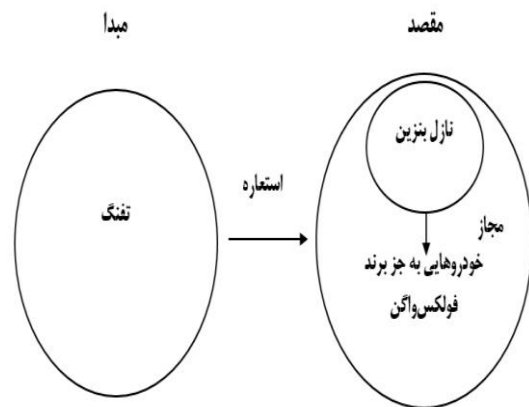 مقصد
مبدا
نازل بنزین
تفنگ
استعاره
مجاز
خودروهایی به جز برند
فولکس‌واگن